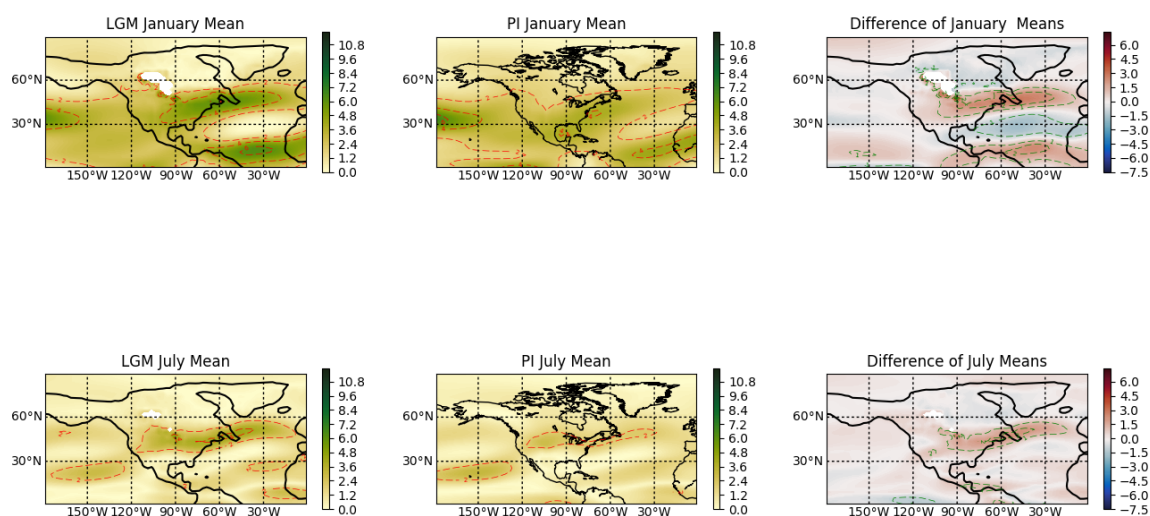 LGM January Mean
PI January Mean
Difference of January  Means
60°N
30°N
150°W 120°W 90°W 60°W 30°W
10.8
9.6
8.4
7.2
6.0
4.8
3.6
2.4
1.2
0.0
60°N
30°N
150°W 120°W 90°W 60°W 30°W
10.8
9.6
8.4
7.2
6.0
4.8
3.6
2.4
1.2
0.0
60°N
30°N
150°W 120°W 90°W 60°W 30°W
6.0
4.5
3.0
1.5
0.0
−1.5
−3.0
−4.5
−6.0
−7.5
LGM July Mean
PI July Mean
Difference of July Means
60°N
30°N
150°W 120°W 90°W 60°W 30°W
10.8
9.6
8.4
7.2
6.0
4.8
3.6
2.4
1.2
0.0
60°N
30°N
150°W 120°W 90°W 60°W 30°W
10.8
9.6
8.4
7.2
6.0
4.8
3.6
2.4
1.2
0.0
60°N
30°N
150°W 120°W 90°W 60°W 30°W
6.0
4.5
3.0
1.5
0.0
−1.5
−3.0
−4.5
−6.0
−7.5